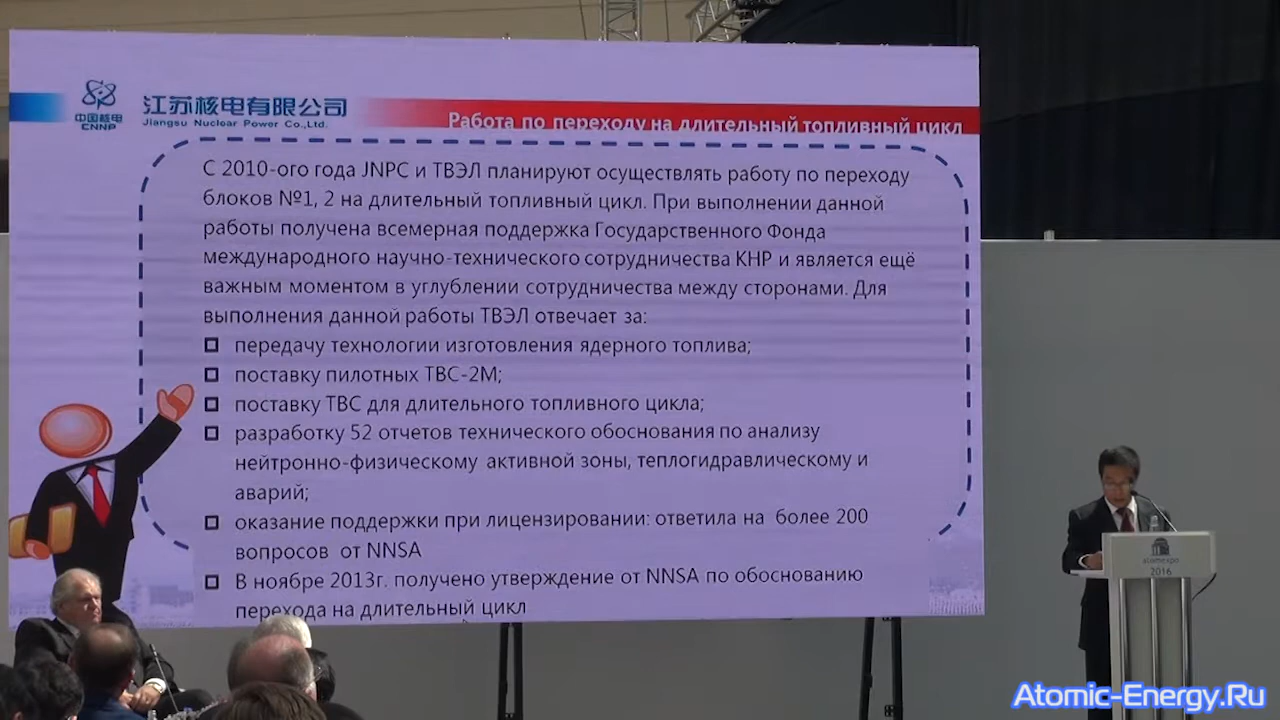 中国核电
CNNP
江苏核电有限公司
Jiangsu Nuclear Power Co.,Ltd.
Работа по переходу на длительный топливный цикл
С 2010-ого года JNPC и ТВЭЛ планируют осуществлять работу по переходу
блоков №1, 2 на длительный топливный цикл. При выполнении данной
работы получена всемерная поддержка Государственного Фонда
международного научно-технического сотрудничества КНР и является ещё
важным моментом в углублении сотрудничества между сторонами. Для
выполнения данной работы ТВЭЛ отвечает за:
передачу технологии изготовления ядерного топлива;
поставку пилотных ТВС-2М;
поставку ТВС для длительного топливного цикла;
разработку 52 отчетов технического обоснования по анализу
нейтронно-физическому активной зоны, теплогидравлическому и
аварий;
оказание поддержки при лицензировании: ответила на более 200
вопросов от NNSA
В ноябре 2013г. получено утверждение от NNSA по обоснованию
перехода на длительный цикл
atomexpo
2016
Atomic-Energy.Ru